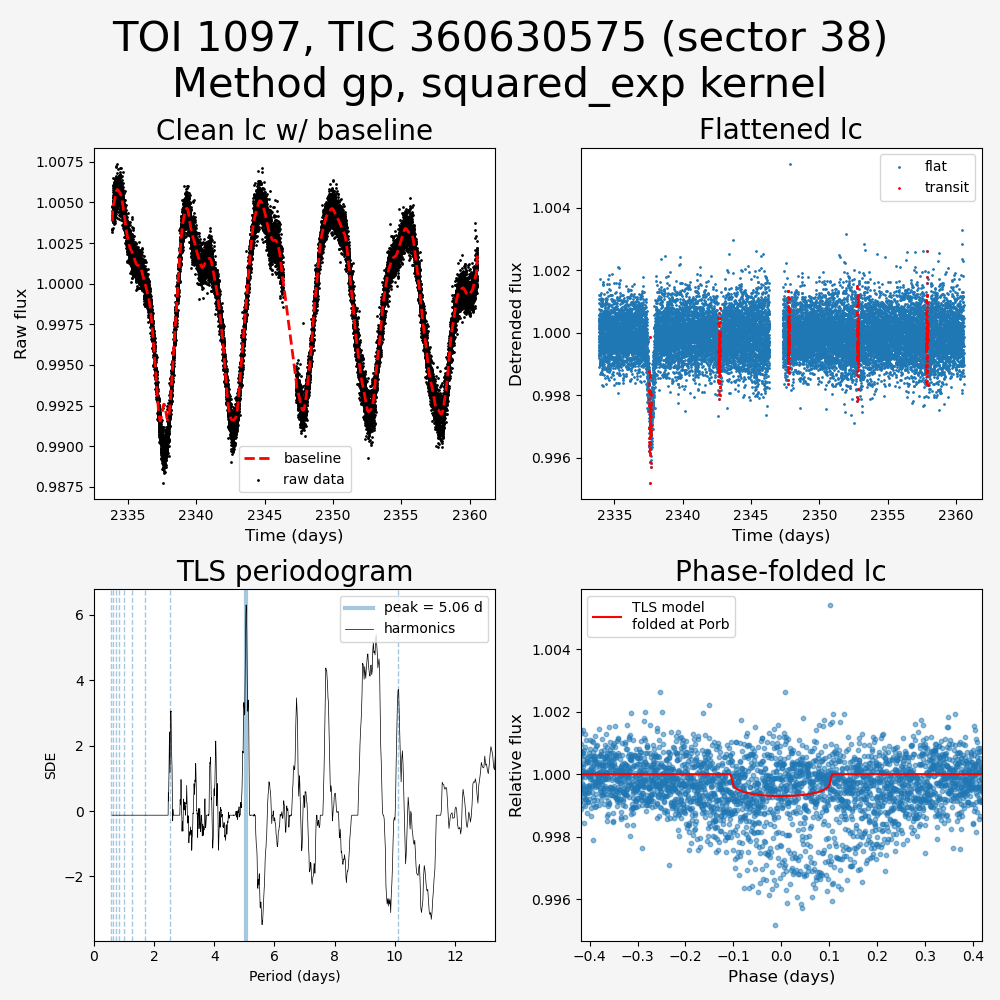 TOI 1097, TIC 360630575 (sector 38)
Method gp, squared_exp kernel
Clean lc w/ baseline
Raw flux
1.0075
1.0050
1.0025
1.0000
0.9975
0.9950
0.9925
0.9900
0.9875
baseline
raw data
2335
2340
2345
2350
2355
2360
Time (days)
Flattened lc
Detrended flux
1.004
1.002
1.000
0.998
0.996
flat
transit
2335
2340
2345
2350
2355
2360
Time (days)
TLS periodogram
SDE
6
4
2
0
−2
peak = 5.06 d
harmonics
0
2
4
6
8
10
12
Period (days)
Phase-folded lc
Relative flux
1.004
1.002
1.000
0.998
0.996
TLS model
folded at Porb
−0.4
−0.3
−0.2
−0.1
0.0
0.1
0.2
0.3
0.4
Phase (days)